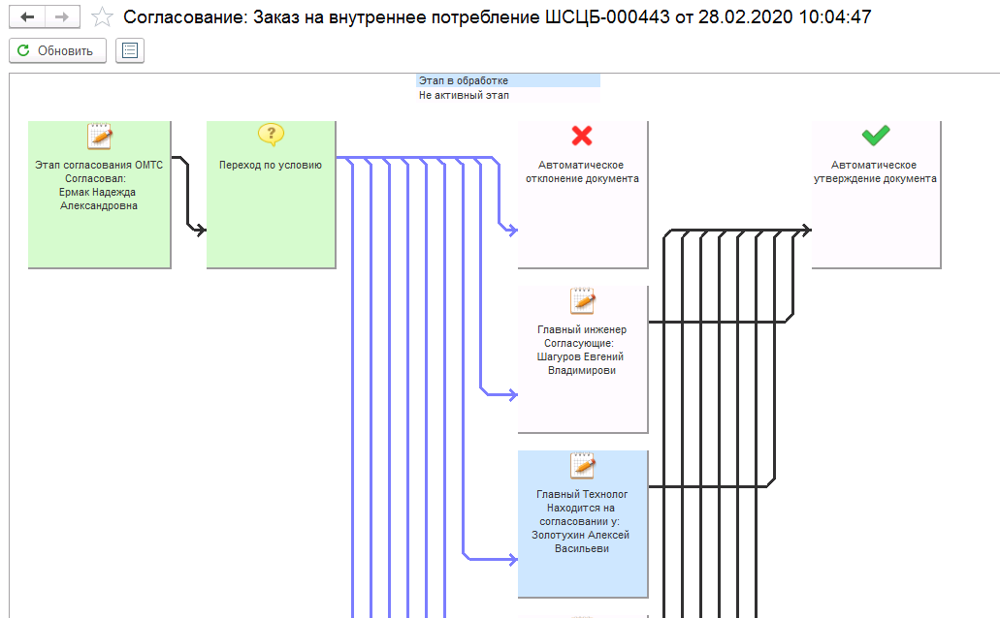 Согласование: Заказ на внутреннее потребление ШСЦБ-000443 от 28.02.2020 10:04:47
Обновить
Этап в обработке
Не активный этап
Этап согласования ОМТС
Согласовал:
Ермак Надежда
Александровна
?
Переход по условию
Автоматическое
отклонение документа
Автоматическое
утверждение документа
Главный инженер
Согласующие:
Шагуров Евгений
Владимирови
Главный Технолог
Находится на
согласовании у:
Золотухин Алексей
Васильеви